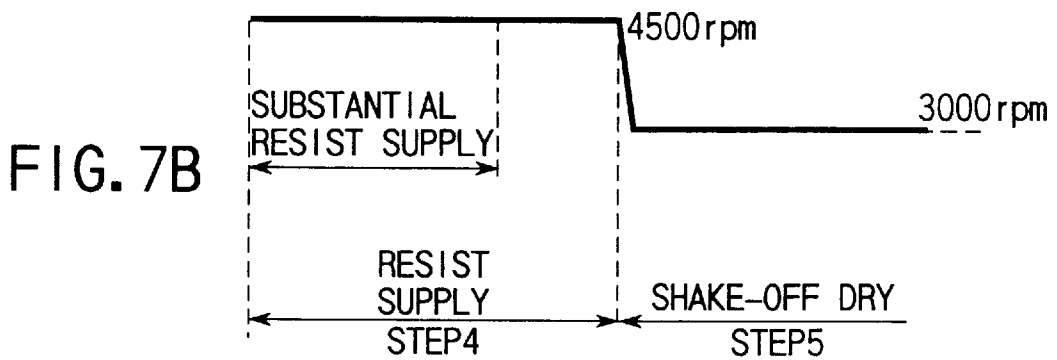 4500rpm
SUBSTANTIAL
RESIST SUPPLY
3000rpm
FIG. 7B
RESIST
SUPPLY
STEP4
SHAKE-OFF DRY
STEP5